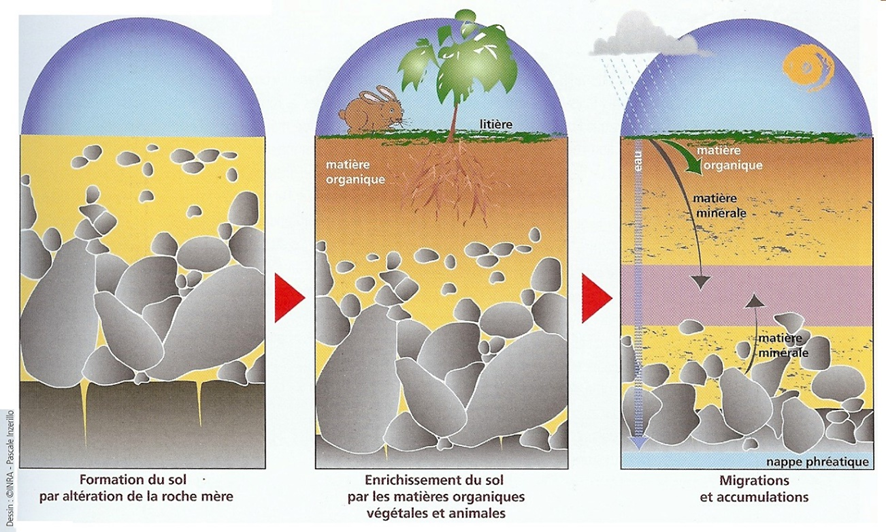 litière
matière
organique
eau
matière
organique
matière
minérale
matière
minérale
nappe phréatique
Formation du sol
par altération de la roche mère
Enrichissement du sol
par les matières organiques
végétales et animales
Migrations
et accumulations
Dessin : ©INRA - Pascale Inzerillo